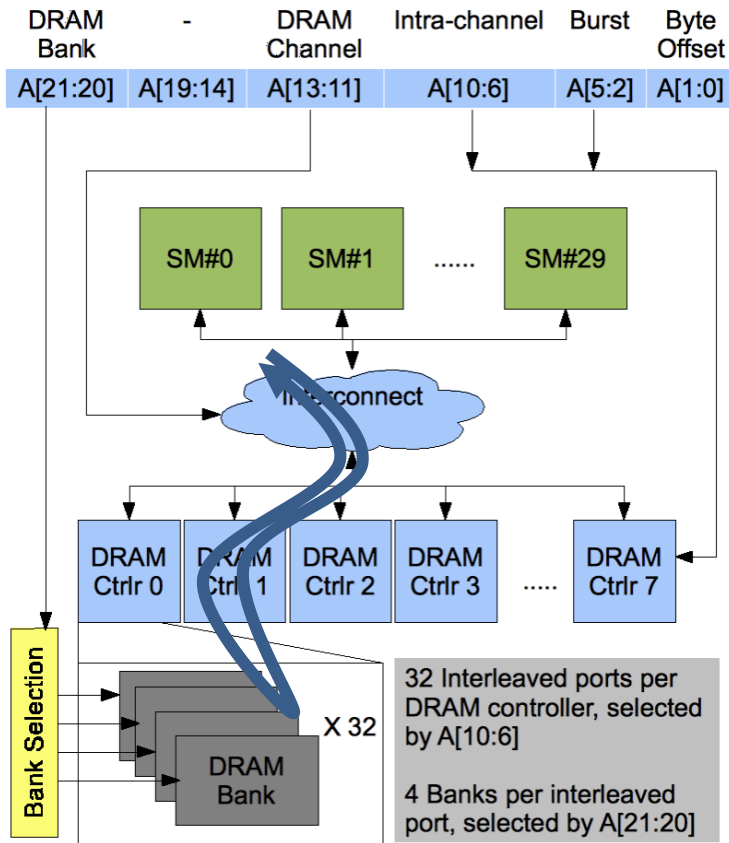 DRAM Bank
-
DRAM Channel
Intra-channel
Burst
Byte Offset
A[21:20]
A[19:14]
A[13:11]
A[10:6]
A[5:2]
A[1:0]
SM#0
SM#1
......
SM#29
Interconnect
DRAM Ctrlr 0
DRAM Ctrlr 1
DRAM Ctrlr 2
DRAM Ctrlr 3
.....
DRAM Ctrlr 7
Bank Selection
X 32
DRAM
Bank
32 Interleaved ports per
DRAM controller, selected
by A[10:6]
4 Banks per interleaved
port, selected by A[21:20]